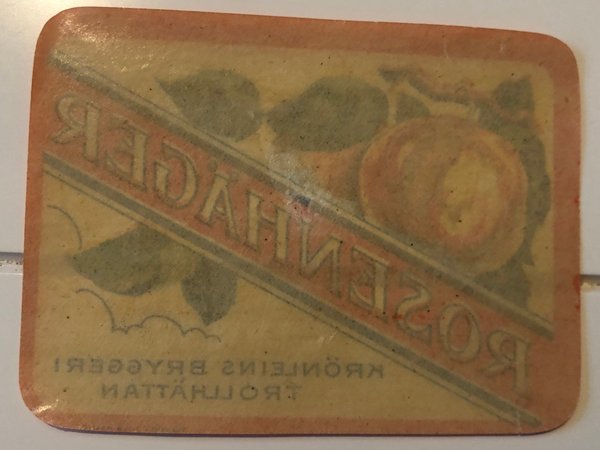 ROSENHÄGER
KRÖNLEINS BRYGGERI
TROLLHÄTTAN